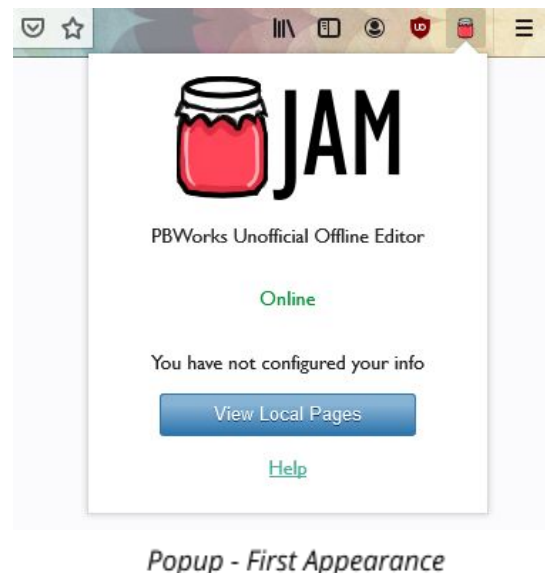 JAM
PBWorks Unofficial Offline Editor
Online
You have not configured your info
View Local Pages
Help
Popup - First Appearance